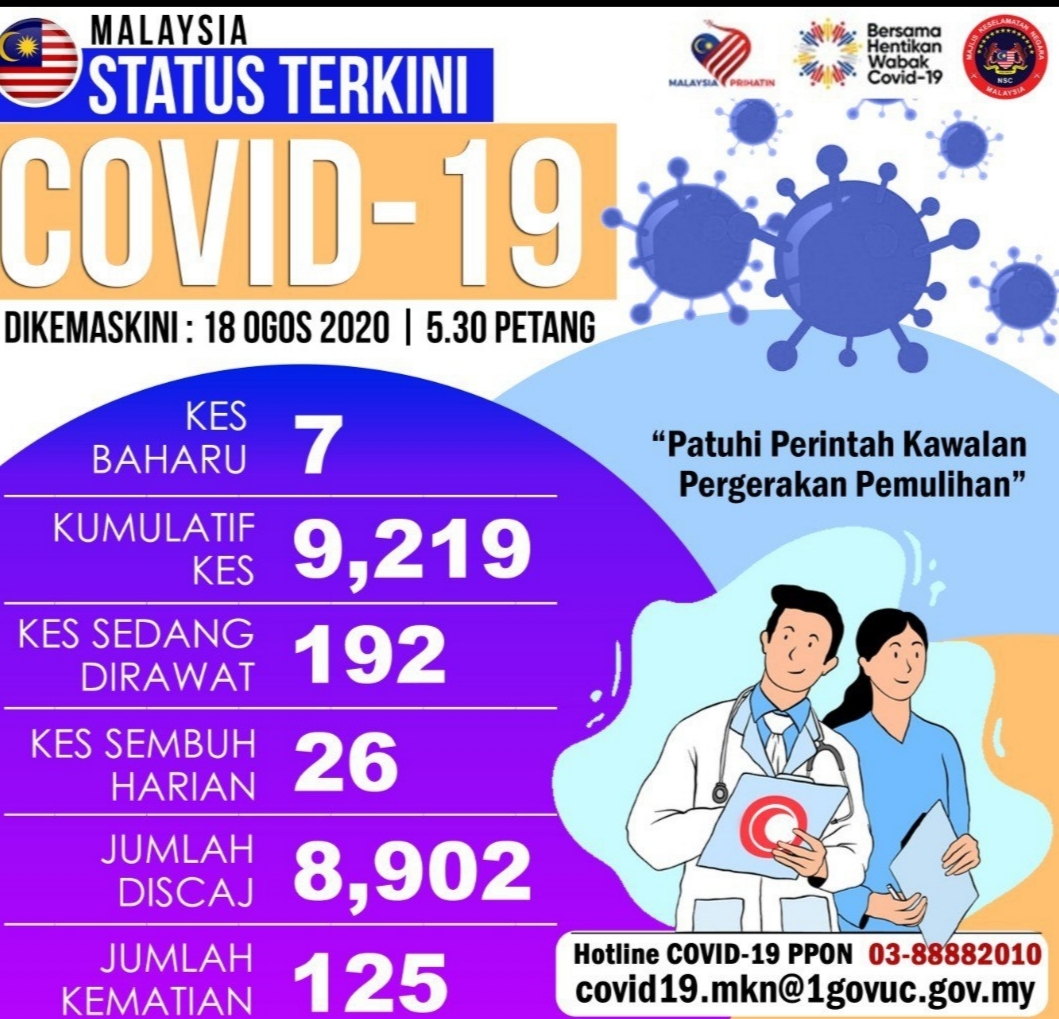 MALAYSIA
STATUS TERKINI
COVID-19
DIKEMASKINI : 18 OGOS 2020 | 5.30 PETANG
MALAYSIA PRIHATIN
Bersama
Hentikan
Wabak
Covid-19
MAJLIS KESELAMATAN NEGARA
NSC
MALAYSIA
KES
BAHARU 7
KUMULATIF
KES 9,219
KES SEDANG
DIRAWAT 192
KES SEMBUH
HARIAN 26
JUMLAH
DISCAJ 8,902
JUMLAH
KEMATIAN 125
“Patuhi Perintah Kawalan
Pergerakan Pemulihan”
Hotline COVID-19 PPON 03-88882010
covid19.mkn@1govuc.gov.my